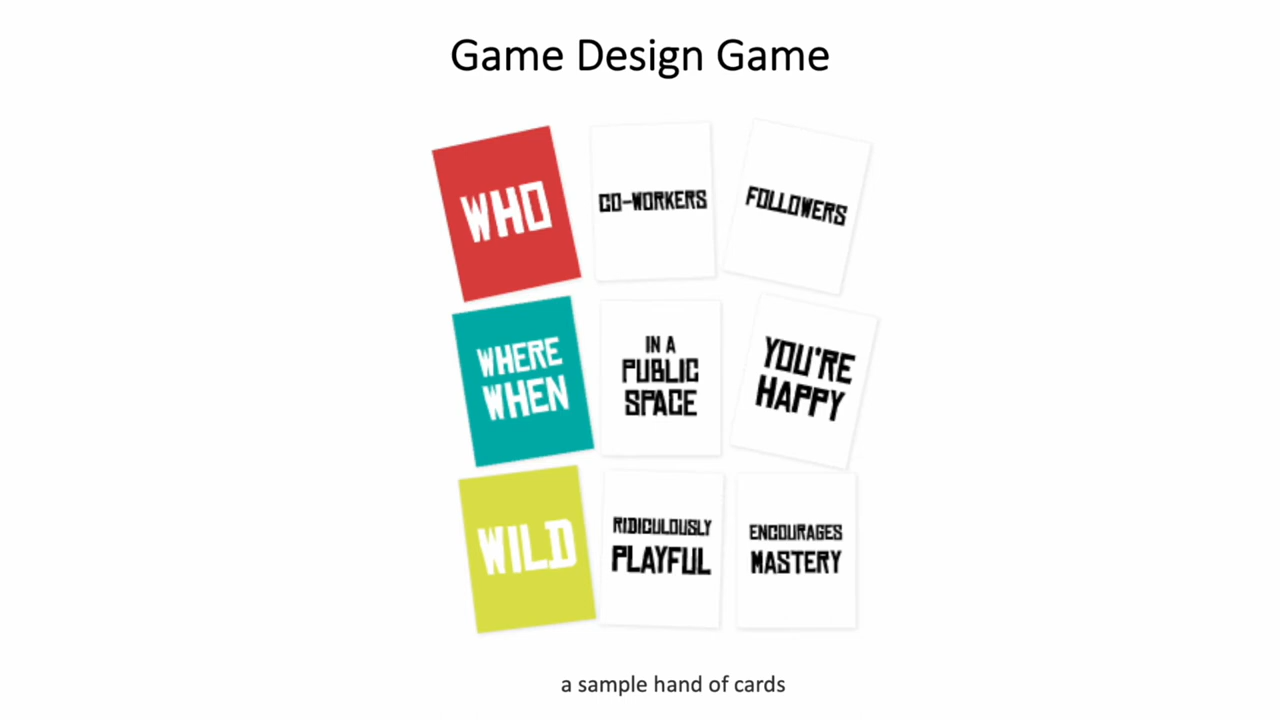 Game Design Game
WHO
CO-WORKERS
FOLLOWERS
WHERE
WHEN
IN A
PUBLIC
SPACE
YOU'RE
HAPPY
WILD
RIDICULOUSLY
PLAYFUL
ENCOURAGES
MASTERY
a sample hand of cards